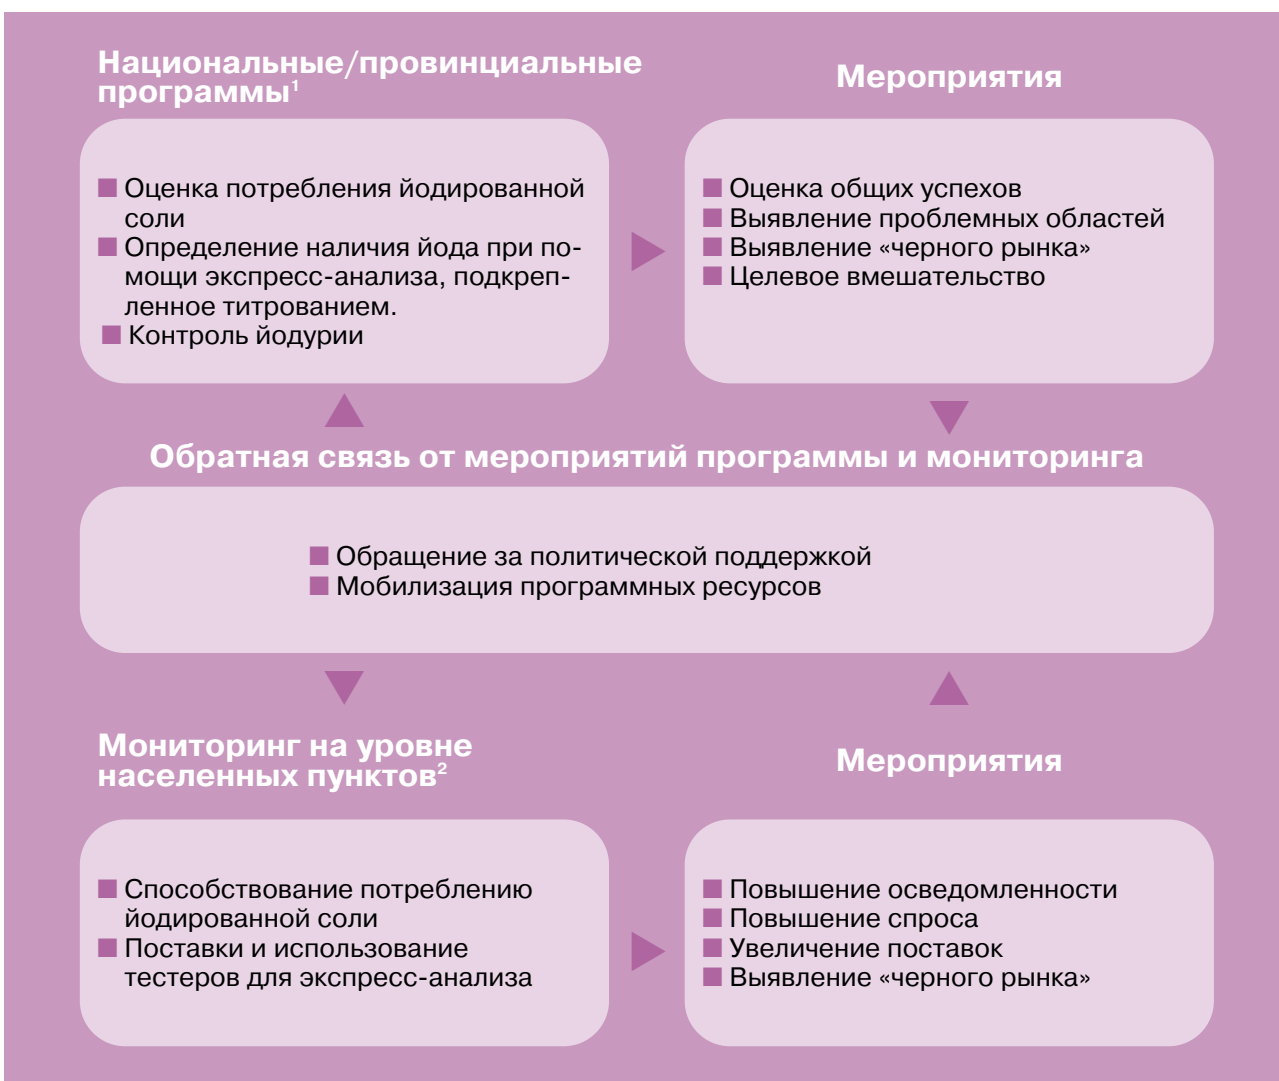 Национальные/провинциальные
программы¹
Мероприятия
■ Оценка потребления йодированной
соли
■ Определение наличия йода при по-
мощи экспресс-анализа, подкреп-
ленное титрованием.
■ Контроль йодурии
■ Оценка общих успехов
■ Выявление проблемных областей
■ Выявление «черного рынка»
■ Целевое вмешательство
Обратная связь от мероприятий программы и мониторинга
■ Обращение за политической поддержкой
■ Мобилизация программных ресурсов
Мониторинг на уровне
населенных пунктов²
Мероприятия
■ Способствование потреблению
йодированной соли
■ Поставки и использование
тестеров для экспресс-анализа
■ Повышение осведомленности
■ Повышение спроса
■ Увеличение поставок
■ Выявление «черного рынка»